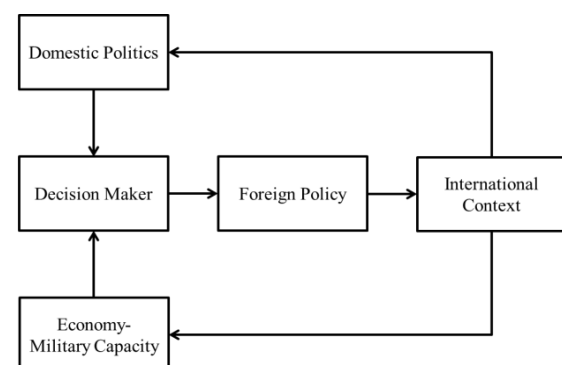 Domestic Politics
Decision Maker
Foreign Policy
International
Context
Economy-
Military Capacity